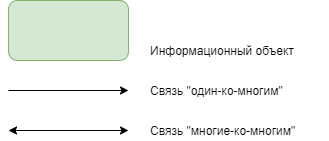 Информационный объект
Связь "один-ко-многим"
Связь "многие-ко-многим"